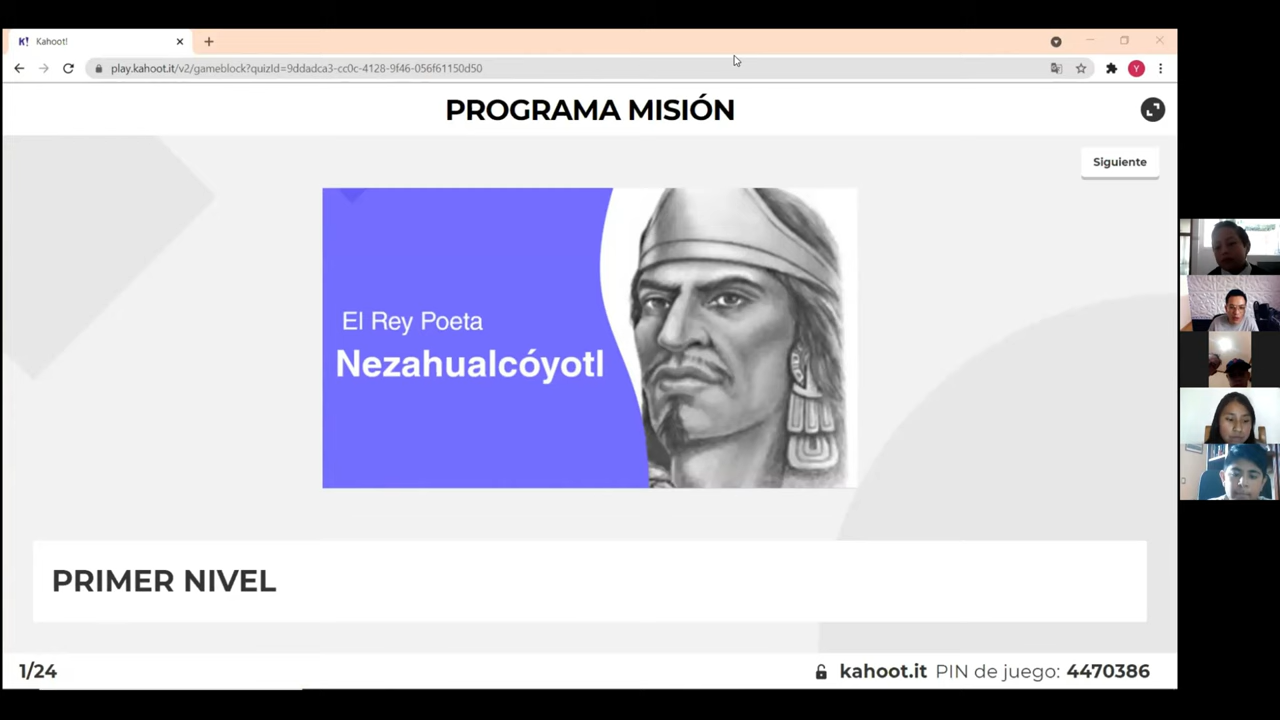 K! Kahoot!
play.kahoot.it/v2/gameblock?quizId=9ddadca3-cc0c-4128-9f46-056f61150d50
Y
PROGRAMA MISIÓN
Siguiente
El Rey Poeta
Nezahualcóyotl
PRIMER NIVEL
1/24
kahoot.it PIN de juego: 4470386